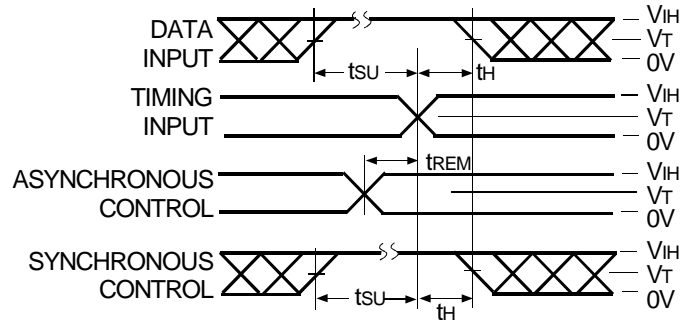 DATA
INPUT
tSU
tH
VIH
VT
0V
TIMING
INPUT
VIH
VT
0V
tREM
ASYNCHRONOUS
CONTROL
VIH
VT
0V
SYNCHRONOUS
CONTROL
tSU
tH
VIH
VT
0V